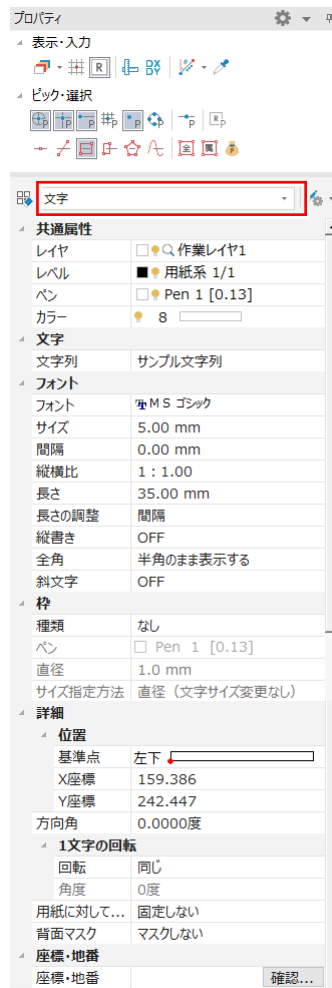 プロパティ
表示・入力
R DX BY
ピック・選択
P P P P P P P
全 属 F
文字
共通属性
レイヤ 作業レイヤ1
レベル 用紙系 1/1
ペン Pen 1 [0.13]
カラー 8
文字
文字列 サンプル文字列
フォント
フォント ＭＳ ゴシック
サイズ 5.00 mm
間隔 0.00 mm
縦横比 1：1.00
長さ 35.00 mm
長さの調整 間隔
縦書き OFF
全角 半角のまま表示する
斜文字 OFF
枠
種類 なし
ペン Pen 1 [0.13]
直径 1.0 mm
サイズ指定方法 直径（文字サイズ変更なし）
詳細
位置
基準点 左下
X座標 159.386
Y座標 242.447
方向角 0.0000度
1文字の回転
回転 同じ
角度 0度
用紙に対して... 固定しない
背面マスク マスクしない
座標・地番
座標・地番 確認...